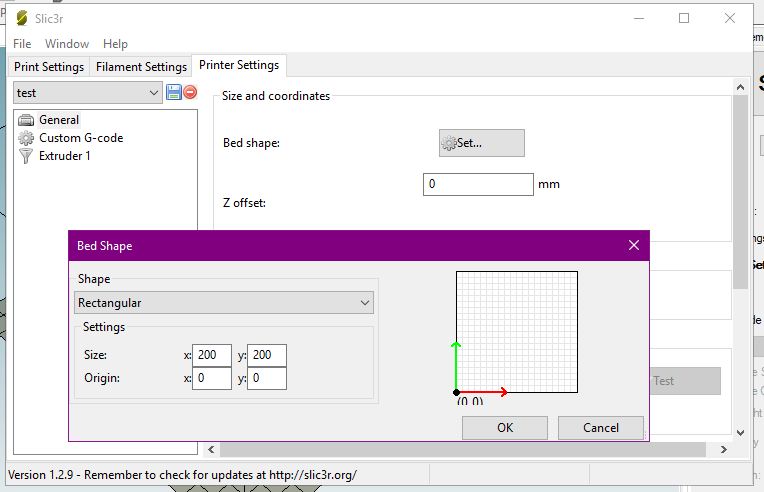 Slic3r
File Window Help
Print Settings Filament Settings Printer Settings
test
Size and coordinates
General
Custom G-code
Extruder 1
Bed shape: Set...
0 mm
Z offset:
Bed Shape
Shape
Rectangular
Settings
Size: x: 200 y: 200
Origin: x: 0 y: 0
(0,0)
Test
OK Cancel
Version 1.2.9 - Remember to check for updates at http://slic3r.org/